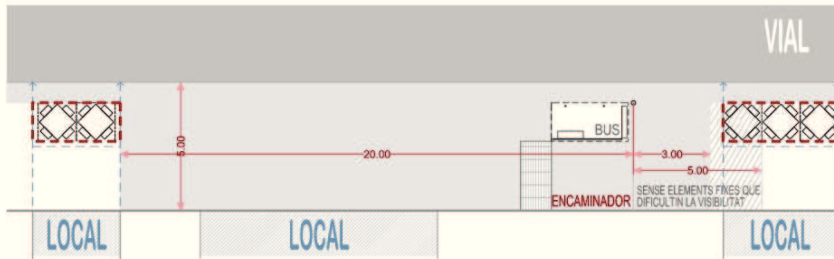 VIAL
BUS
5.00
20.00
3.00
5.00
ENCAMINADOR
SENSE ELEMENTS FIXES QUE
DIFICULTIN LA VISIBILITAT
LOCAL
LOCAL
LOCAL